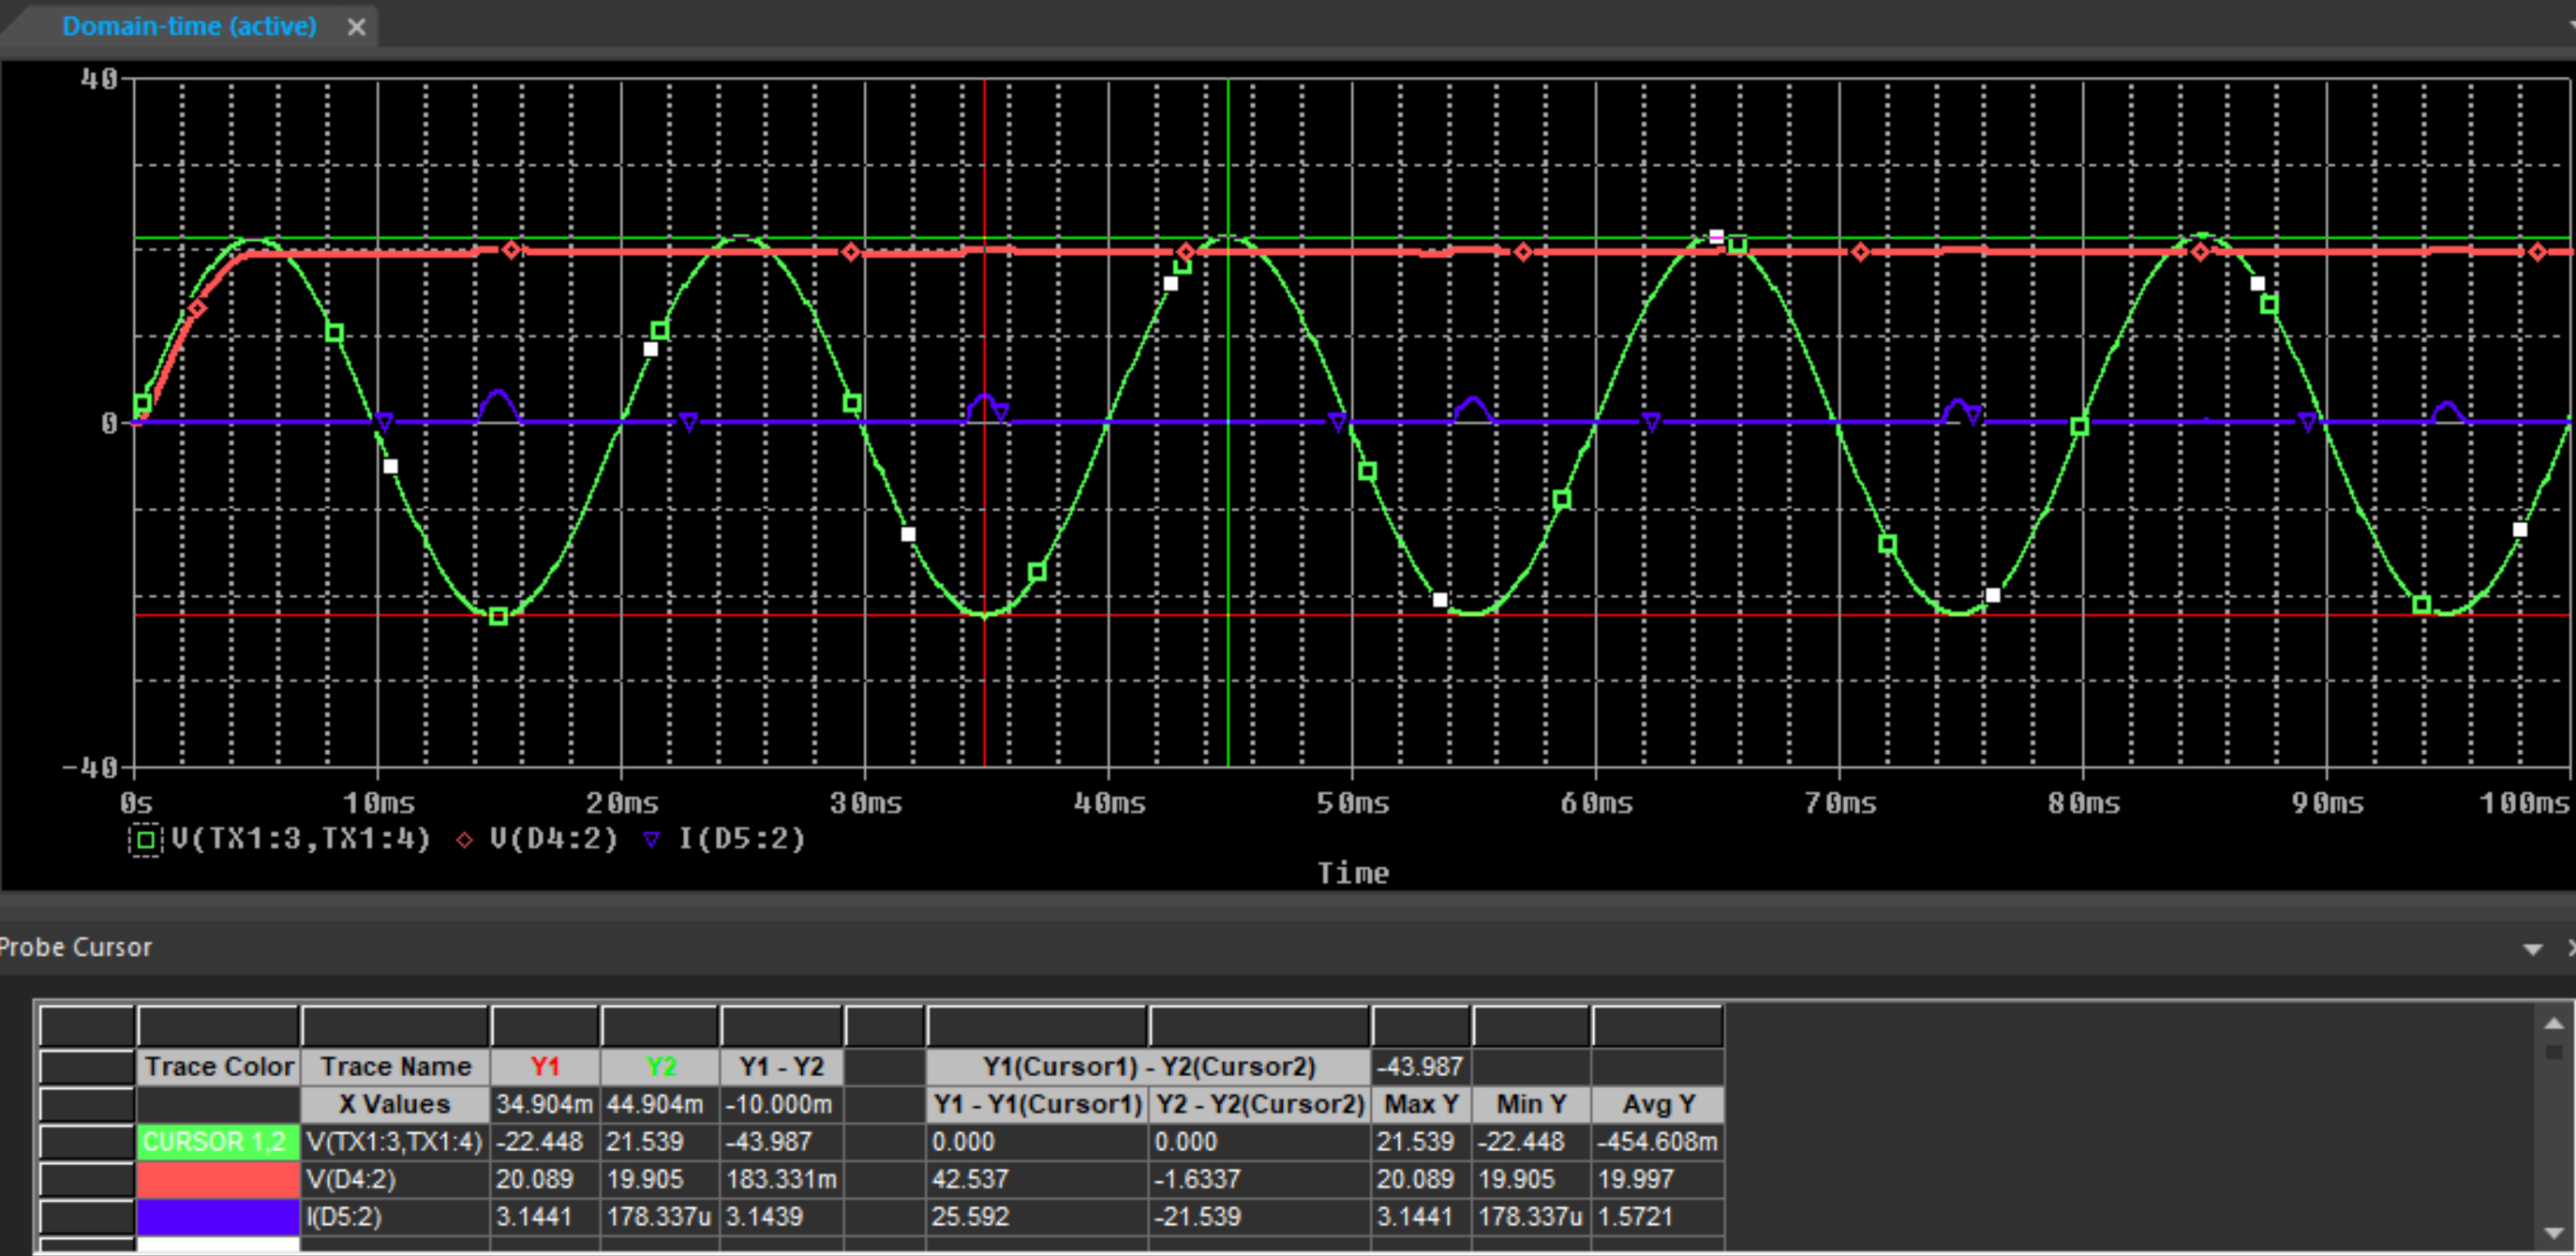 Domain-time (active)
40
0
-40
0s 10ms 20ms 30ms 40ms 50ms 60ms 70ms 80ms 90ms 100ms
V(TX1:3,TX1:4) V(D4:2) I(D5:2)
Time
Probe Cursor
Trace Color Trace Name Y1 Y2 Y1 - Y2 Y1(Cursor1) - Y2(Cursor2) -43.987
X Values 34.904m 44.904m -10.000m Y1 - Y1(Cursor1) Y2 - Y2(Cursor2) Max Y Min Y Avg Y
CURSOR 1,2 V(TX1:3,TX1:4) -22.448 21.539 -43.987 0.000 0.000 21.539 -22.448 -454.608m
V(D4:2) 20.089 19.905 183.331m 42.537 -1.6337 20.089 19.905 19.997
I(D5:2) 3.1441 178.337u 3.1439 25.592 -21.539 3.1441 178.337u 1.5721